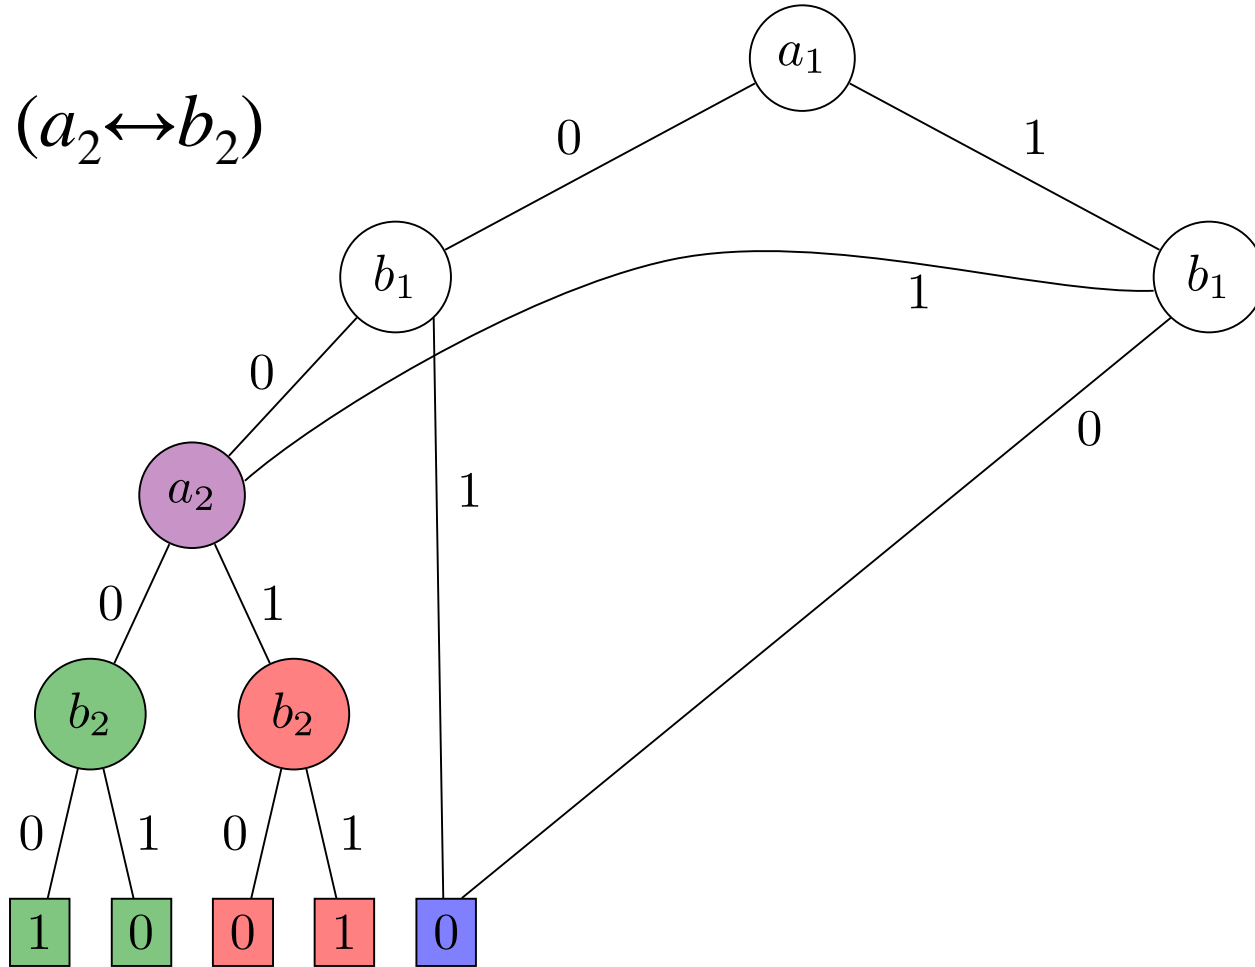 a₁
(a₂↔b₂)
0 1
b₁ b₁
1
0
0
a₂ 1
0 1
b₂ b₂
0 1 0 1
1 0 0 1 0